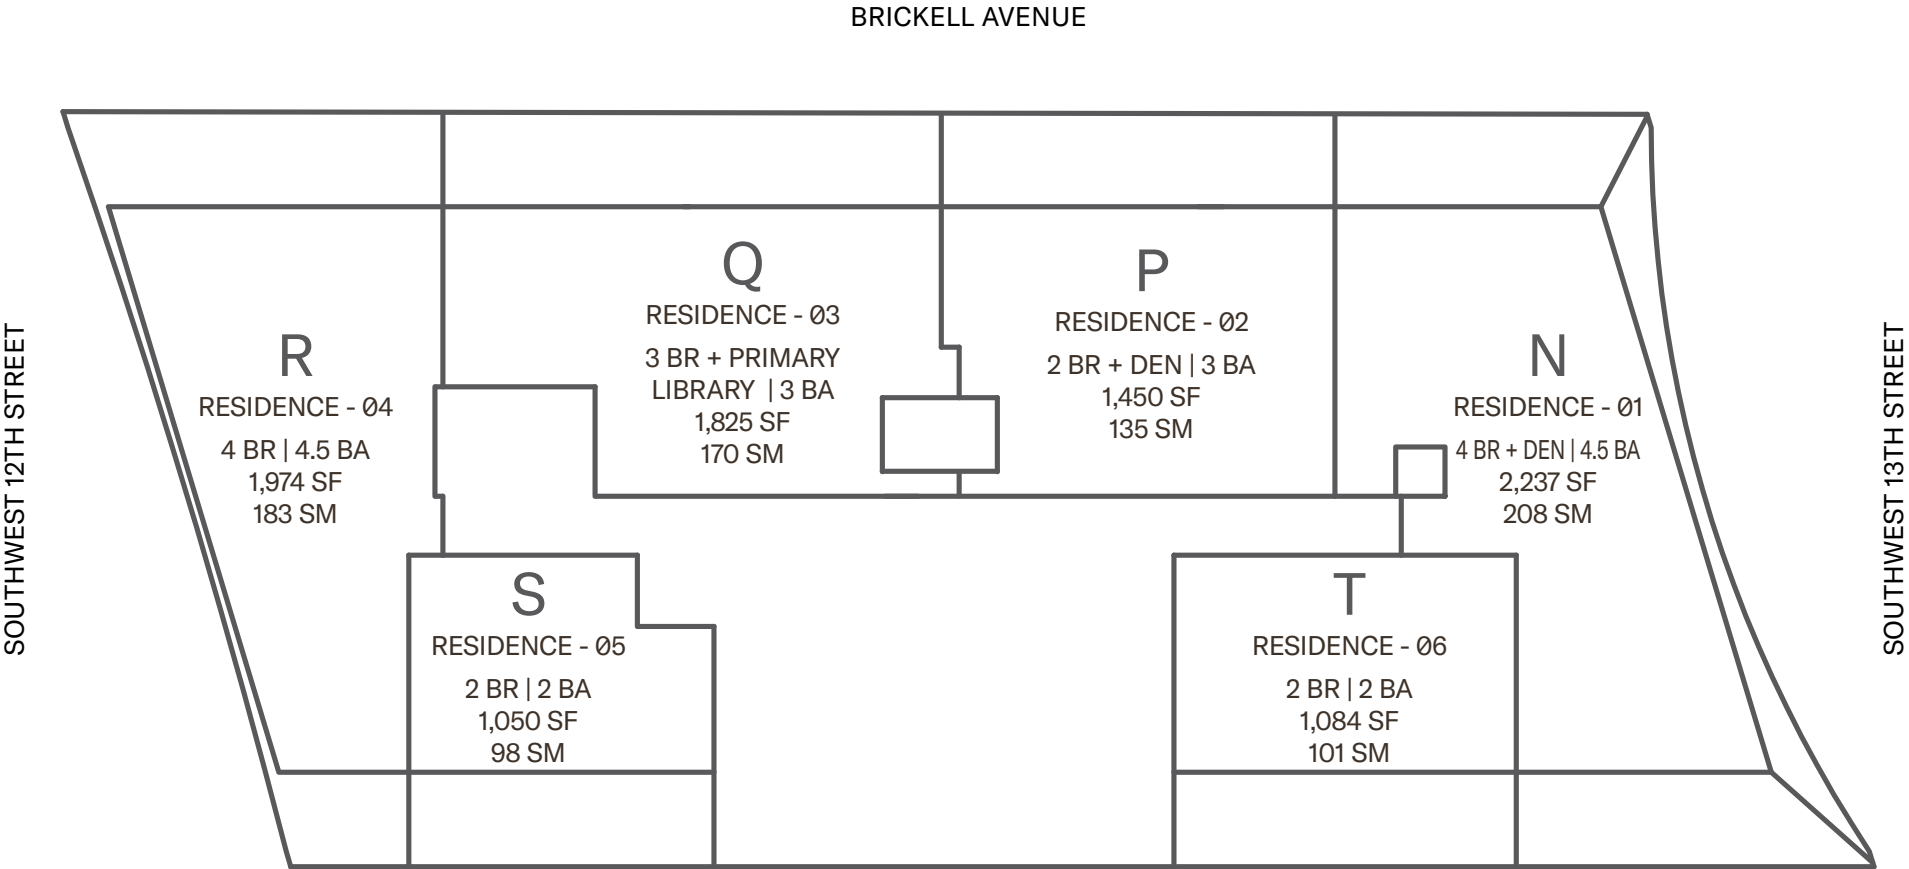 BRICKELL AVENUE
SOUTHWEST 12TH STREET
R
RESIDENCE - 04
4 BR | 4.5 BA
1,974 SF
183 SM
Q
RESIDENCE - 03
3 BR + PRIMARY
LIBRARY | 3 BA
1,825 SF
170 SM
P
RESIDENCE - 02
2 BR + DEN | 3 BA
1,450 SF
135 SM
N
RESIDENCE - 01
4 BR + DEN | 4.5 BA
2,237 SF
208 SM
S
RESIDENCE - 05
2 BR | 2 BA
1,050 SF
98 SM
T
RESIDENCE - 06
2 BR | 2 BA
1,084 SF
101 SM
SOUTHWEST 13TH STREET